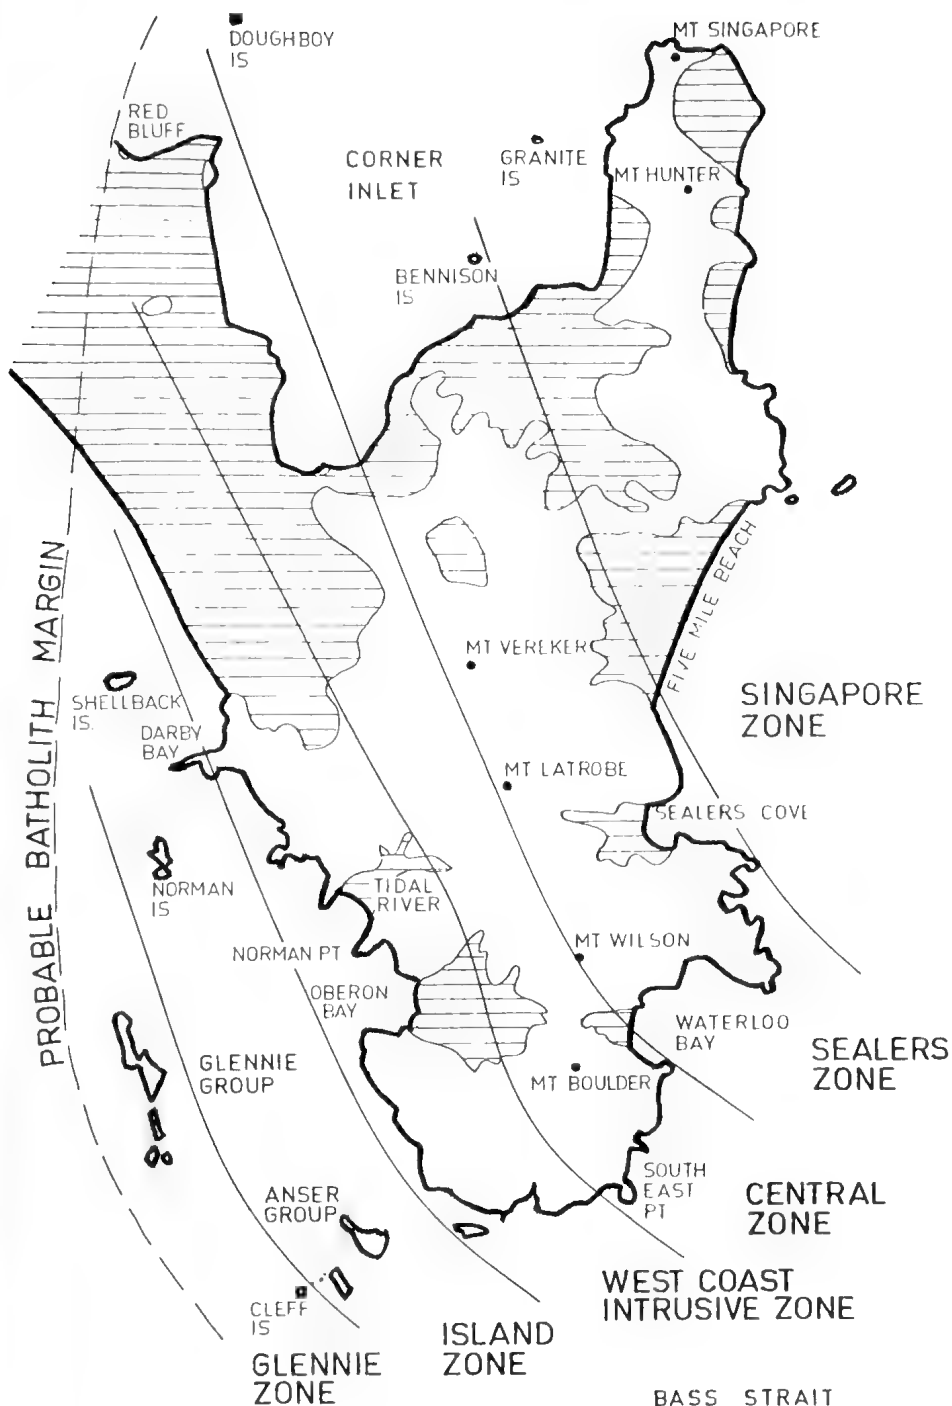 DOUGHBOY
IS
MT SINGAPORE
RED
BLUFF
CORNER
INLET
GRANITE
IS
MT HUNTER
BENNISON
IS
FIVE MILE BEACH
PROBABLE BATHOLITH MARGIN
MT VEREKER
SHELLBACK
IS.
DARBY
BAY
SINGAPORE
ZONE
MT LATROBE
SEALERS COVE
NORMAN
IS
TIDAL
RIVER
NORMAN PT
MT WILSON
OBERON
BAY
WATERLOO
BAY
GLENNIE
GROUP
SEALERS
ZONE
MT BOULDER
SOUTH
EAST
PT
ANSER
GROUP
CENTRAL
ZONE
WEST COAST
INTRUSIVE ZONE
CLEFF
IS
ISLAND
ZONE
GLENNIE
ZONE
BASS STRAIT